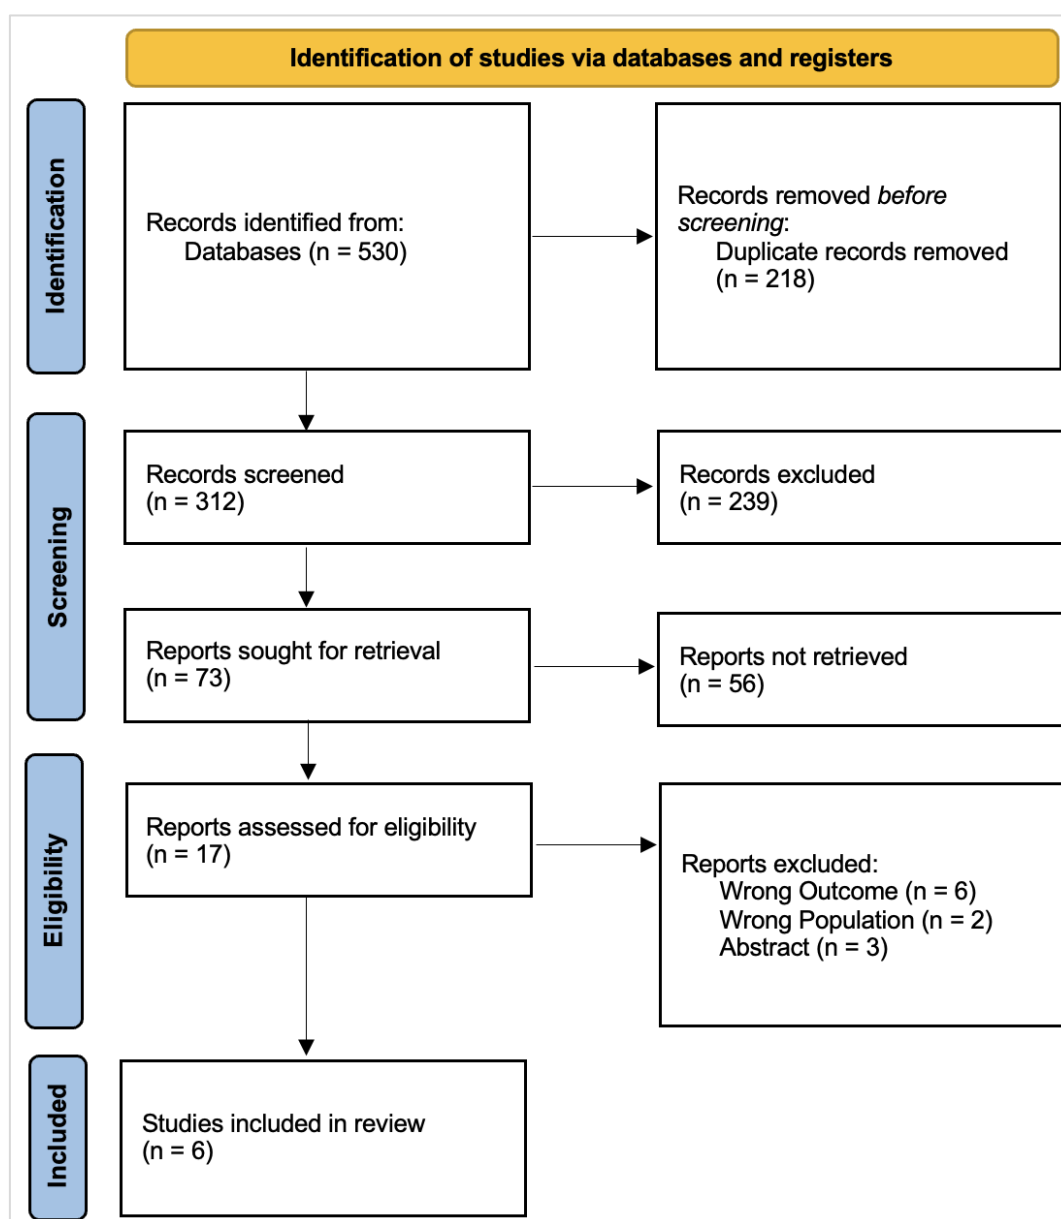 Identification of studies via databases and registers
Identification
Records identified from:
Databases (n = 530)
Records removed before
screening:
Duplicate records removed
(n = 218)
Screening
Records screened
(n = 312)
Records excluded
(n = 239)
Reports sought for retrieval
(n = 73)
Reports not retrieved
(n = 56)
Eligibility
Reports assessed for eligibility
(n = 17)
Reports excluded:
Wrong Outcome (n = 6)
Wrong Population (n = 2)
Abstract (n = 3)
Included
Studies included in review
(n = 6)